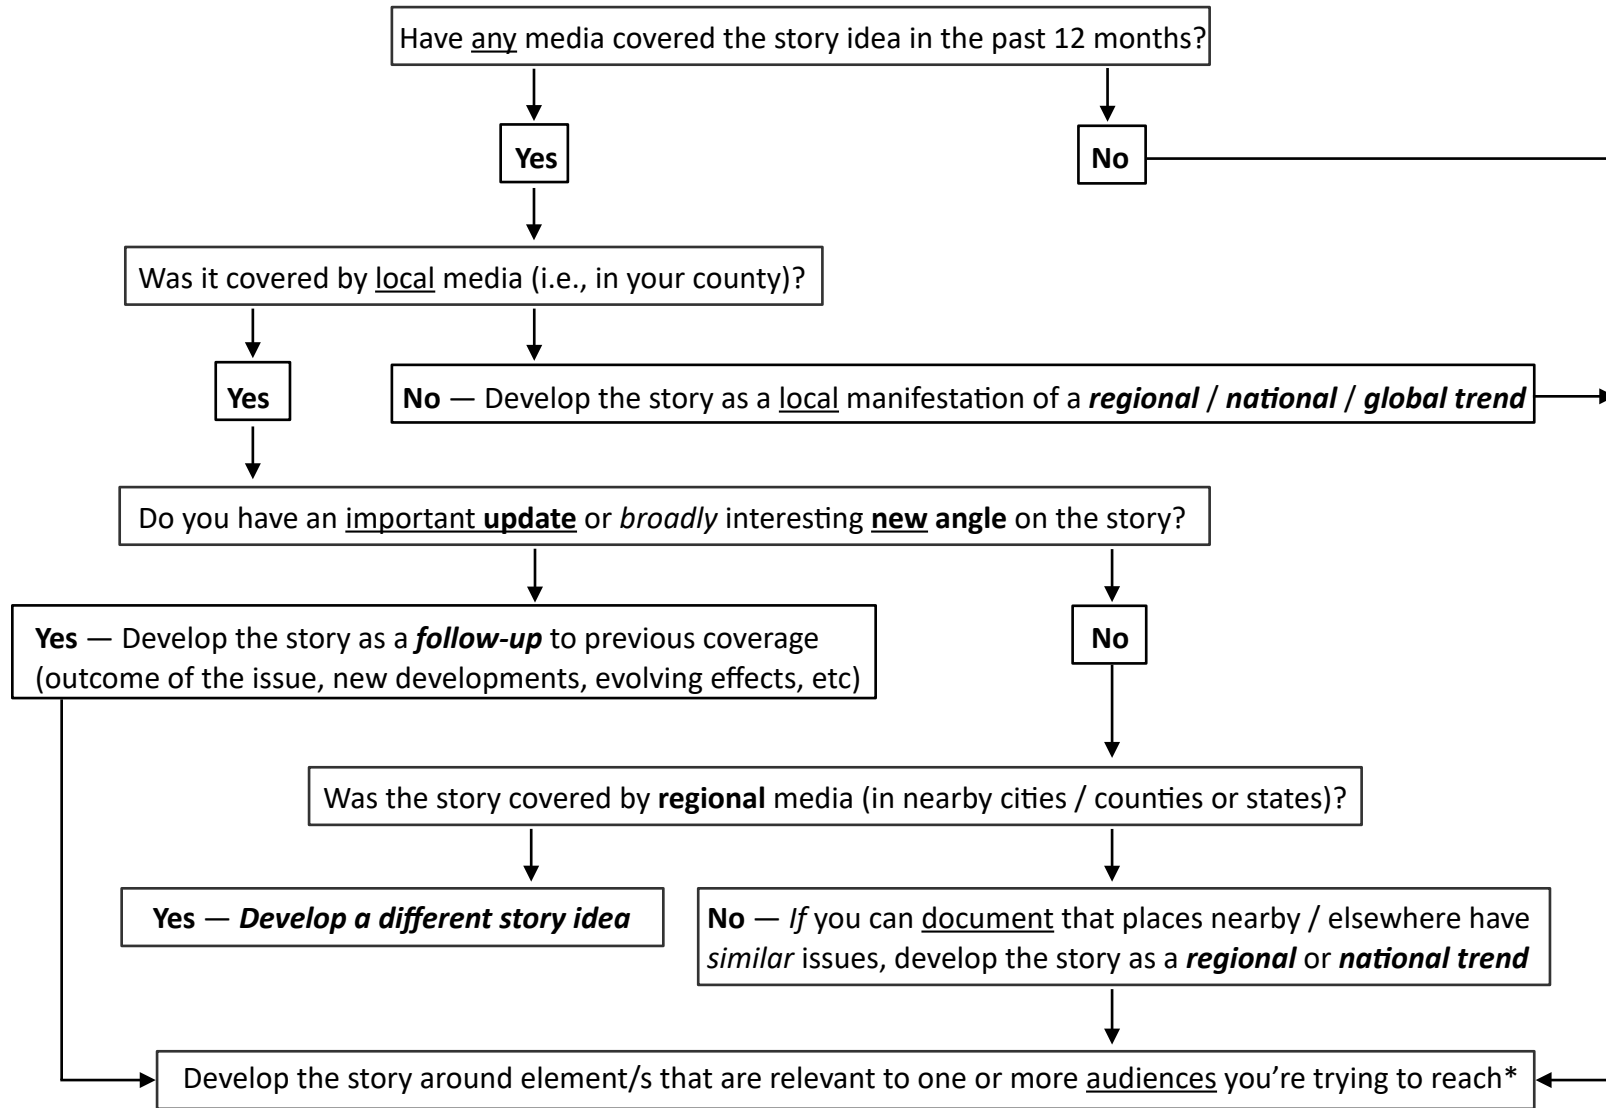 Have any media covered the story idea in the past 12 months?
Yes
No
Was it covered by local media (i.e., in your county)?
Yes
No — Develop the story as a local manifestation of a regional / national / global trend
Do you have an important update or broadly interesting new angle on the story?
Yes — Develop the story as a follow-up to previous coverage
(outcome of the issue, new developments, evolving effects, etc)
No
Was the story covered by regional media (in nearby cities / counties or states)?
Yes — Develop a different story idea
No — If you can document that places nearby / elsewhere have
similar issues, develop the story as a regional or national trend
Develop the story around element/s that are relevant to one or more audiences you’re trying to reach*